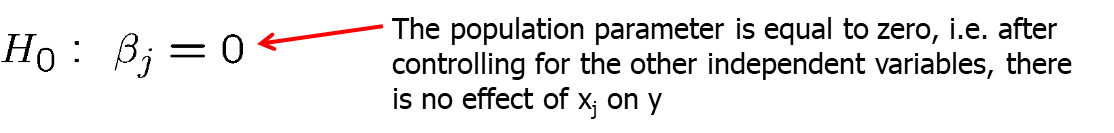 H₀ : βⱼ = 0
The population parameter is equal to zero, i.e. after
controlling for the other independent variables, there
is no effect of xⱼ on y